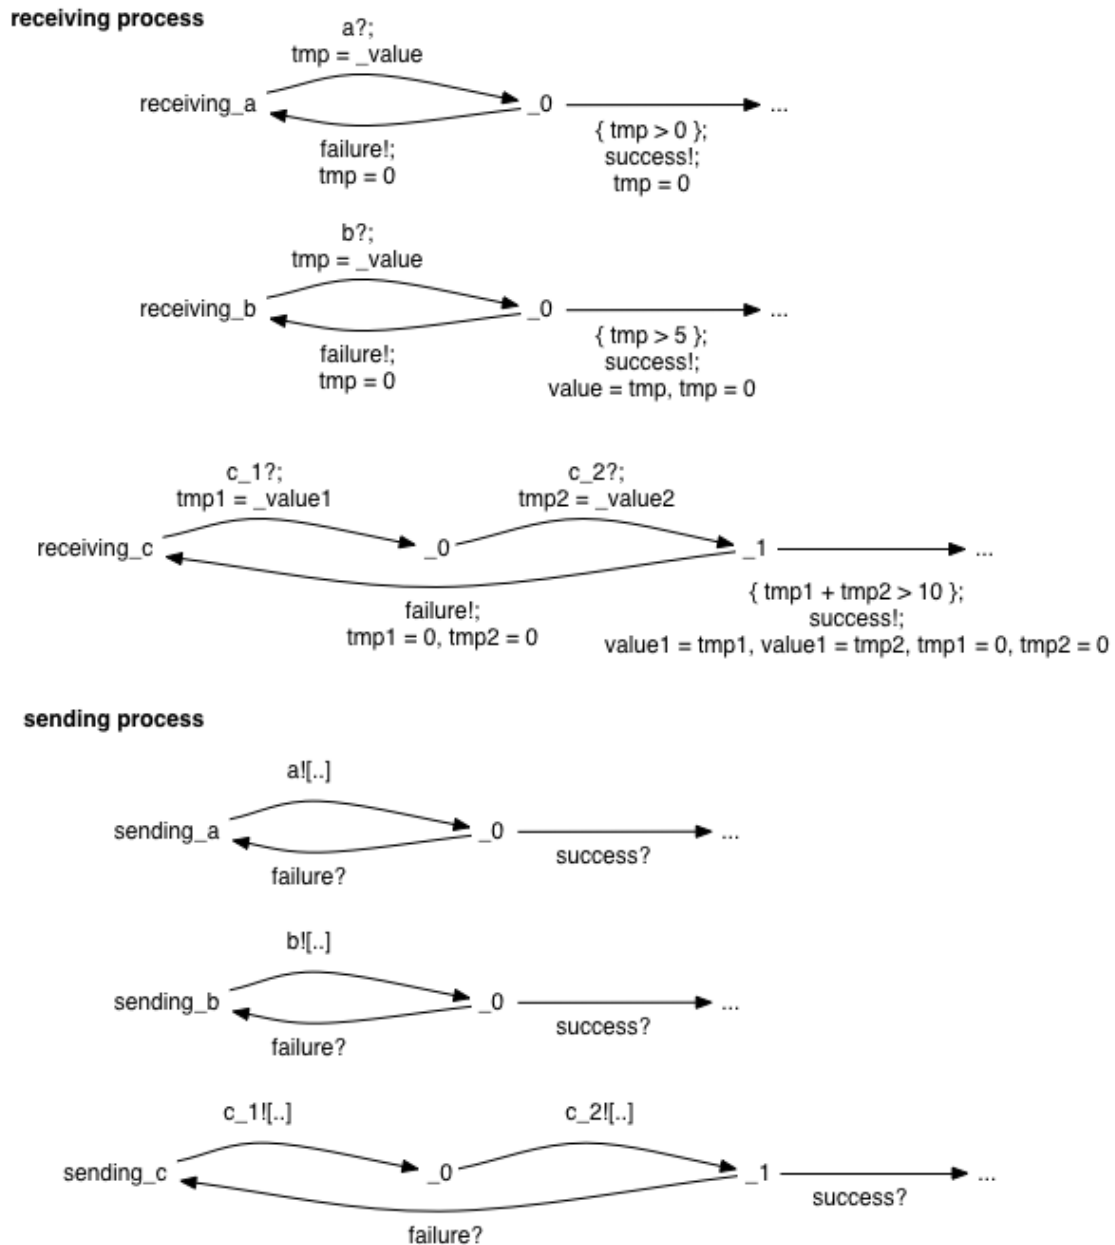 receiving process
a?;
tmp = _value
receiving_a
_0
...
{ tmp > 0 };
success!;
tmp = 0
failure!;
tmp = 0
b?;
tmp = _value
receiving_b
_0
...
{ tmp > 5 };
success!;
value = tmp, tmp = 0
failure!;
tmp = 0
c_1?;
tmp1 = _value1
c_2?;
tmp2 = _value2
receiving_c
_0
_1
...
failure!;
tmp1 = 0, tmp2 = 0
{ tmp1 + tmp2 > 10 };
success!;
value1 = tmp1, value1 = tmp2, tmp1 = 0, tmp2 = 0
sending process
a![..]
sending_a
_0
...
success?
failure?
b![..]
sending_b
_0
...
success?
failure?
c_1![..]
c_2![..]
sending_c
_0
_1
...
success?
failure?